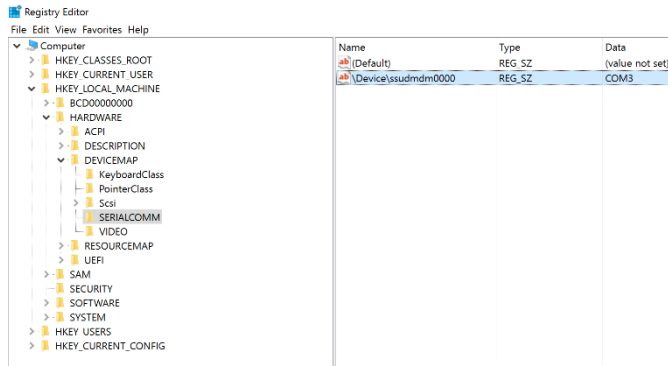 Registry Editor
File Edit View Favorites Help
Computer
HKEY_CLASSES_ROOT
HKEY_CURRENT_USER
HKEY_LOCAL_MACHINE
BCD00000000
HARDWARE
ACPI
DESCRIPTION
DEVICEMAP
KeyboardClass
PointerClass
Scsi
SERIALCOMM
VIDEO
RESOURCEMAP
UEFI
SAM
SECURITY
SOFTWARE
SYSTEM
HKEY_USERS
HKEY_CURRENT_CONFIG
Name Type Data
ab (Default) REG_SZ (value not set)
ab \Device\ssudmdm0000 REG_SZ COM3